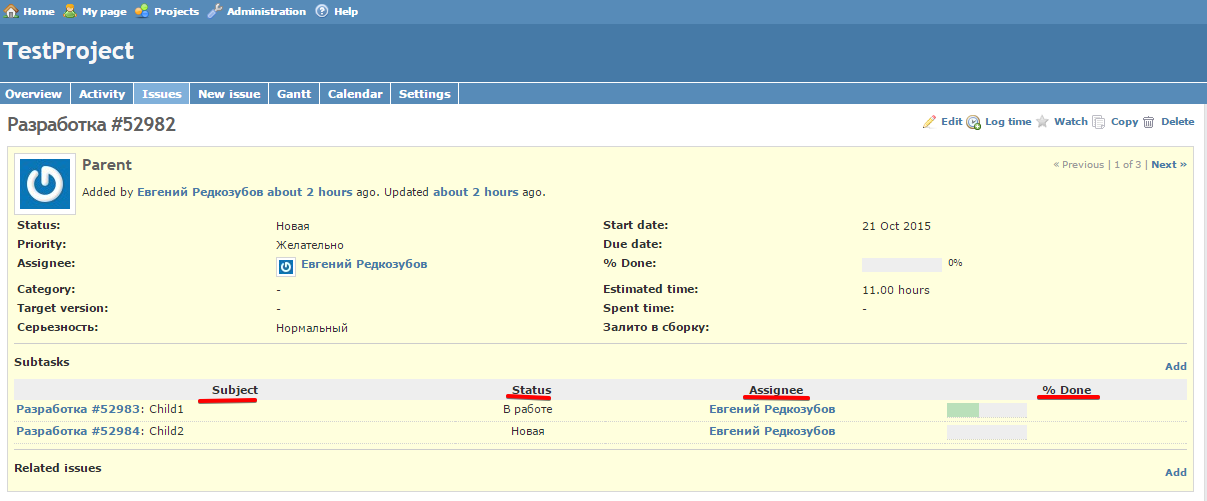 Home My page Projects Administration Help
TestProject
Overview Activity Issues New issue Gantt Calendar Settings
Разработка #52982 Edit Log time Watch Copy Delete
Parent « Previous | 1 of 3 | Next »
Added by Евгений Редкозубов about 2 hours ago. Updated about 2 hours ago.
Status: Новая Start date: 21 Oct 2015
Priority: Желательно Due date:
Assignee: Евгений Редкозубов % Done: 0%
Category: - Estimated time: 11.00 hours
Target version: - Spent time: -
Серьезность: Нормальный Залито в сборку:
Subtasks Add
Subject Status Assignee % Done
Разработка #52983: Child1 В работе Евгений Редкозубов
Разработка #52984: Child2 Новая Евгений Редкозубов
Related issues Add